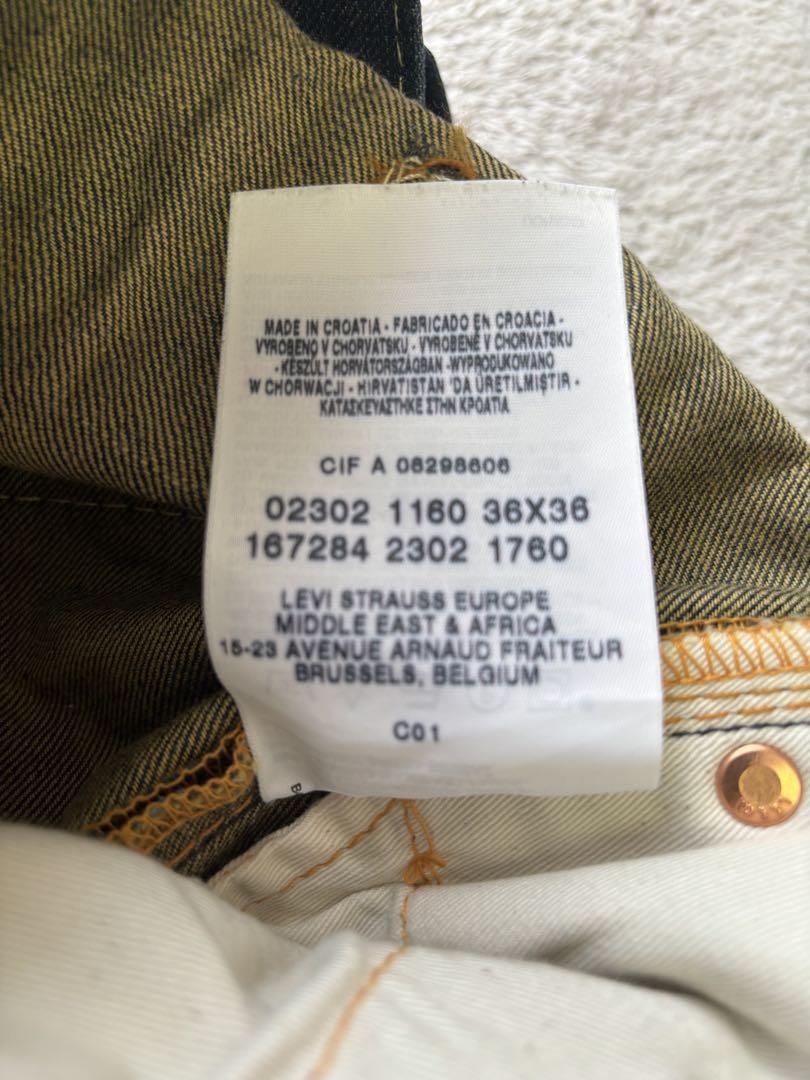 MADE IN CROATIA - FABRICADO EN CROACIA -
VYROBENO V CHORVATSKU - VYROBENÉ V CHORVATSKU
- KÉSZÜLT HORVÁTORSZÁGBAN -WYPRODUKOWANO
W CHORWACJI - HIRVATISTAN 'DA ÜRETILMIŞTIR -
ΚΑΤΑΣΚΕΥΑΣΤΗΚΕ ΣΤΗΝ ΚΡΟΑΤΙΑ
CIF A 08298606
02302 1160 36X36
167284 2302 1760
LEVI STRAUSS EUROPE
MIDDLE EAST & AFRICA
15-23 AVENUE ARNAUD FRAITEUR
BRUSSELS, BELGIUM
C01